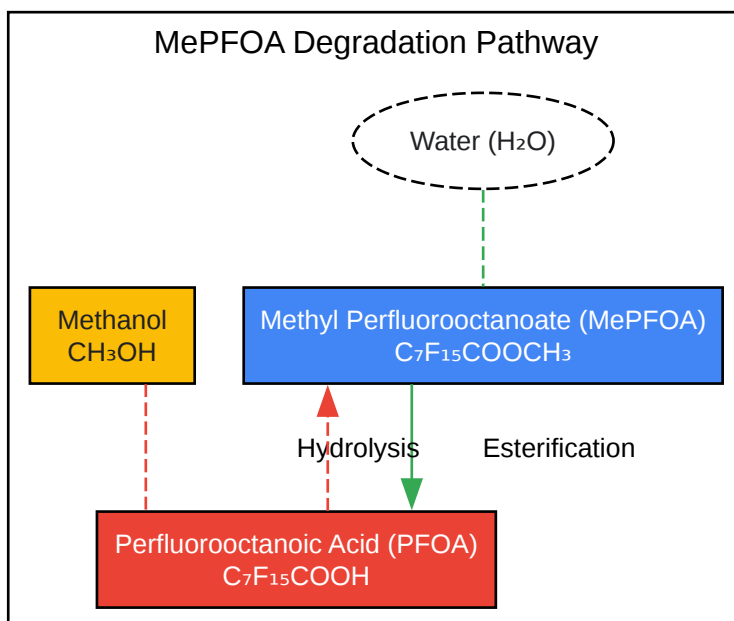 MePFOA Degradation Pathway
Water (H₂O)
Methanol
CH₃OH
Methyl Perfluorooctanoate (MePFOA)
C₇F₁₅COOCH₃
Hydrolysis
Esterification
Perfluorooctanoic Acid (PFOA)
C₇F₁₅COOH